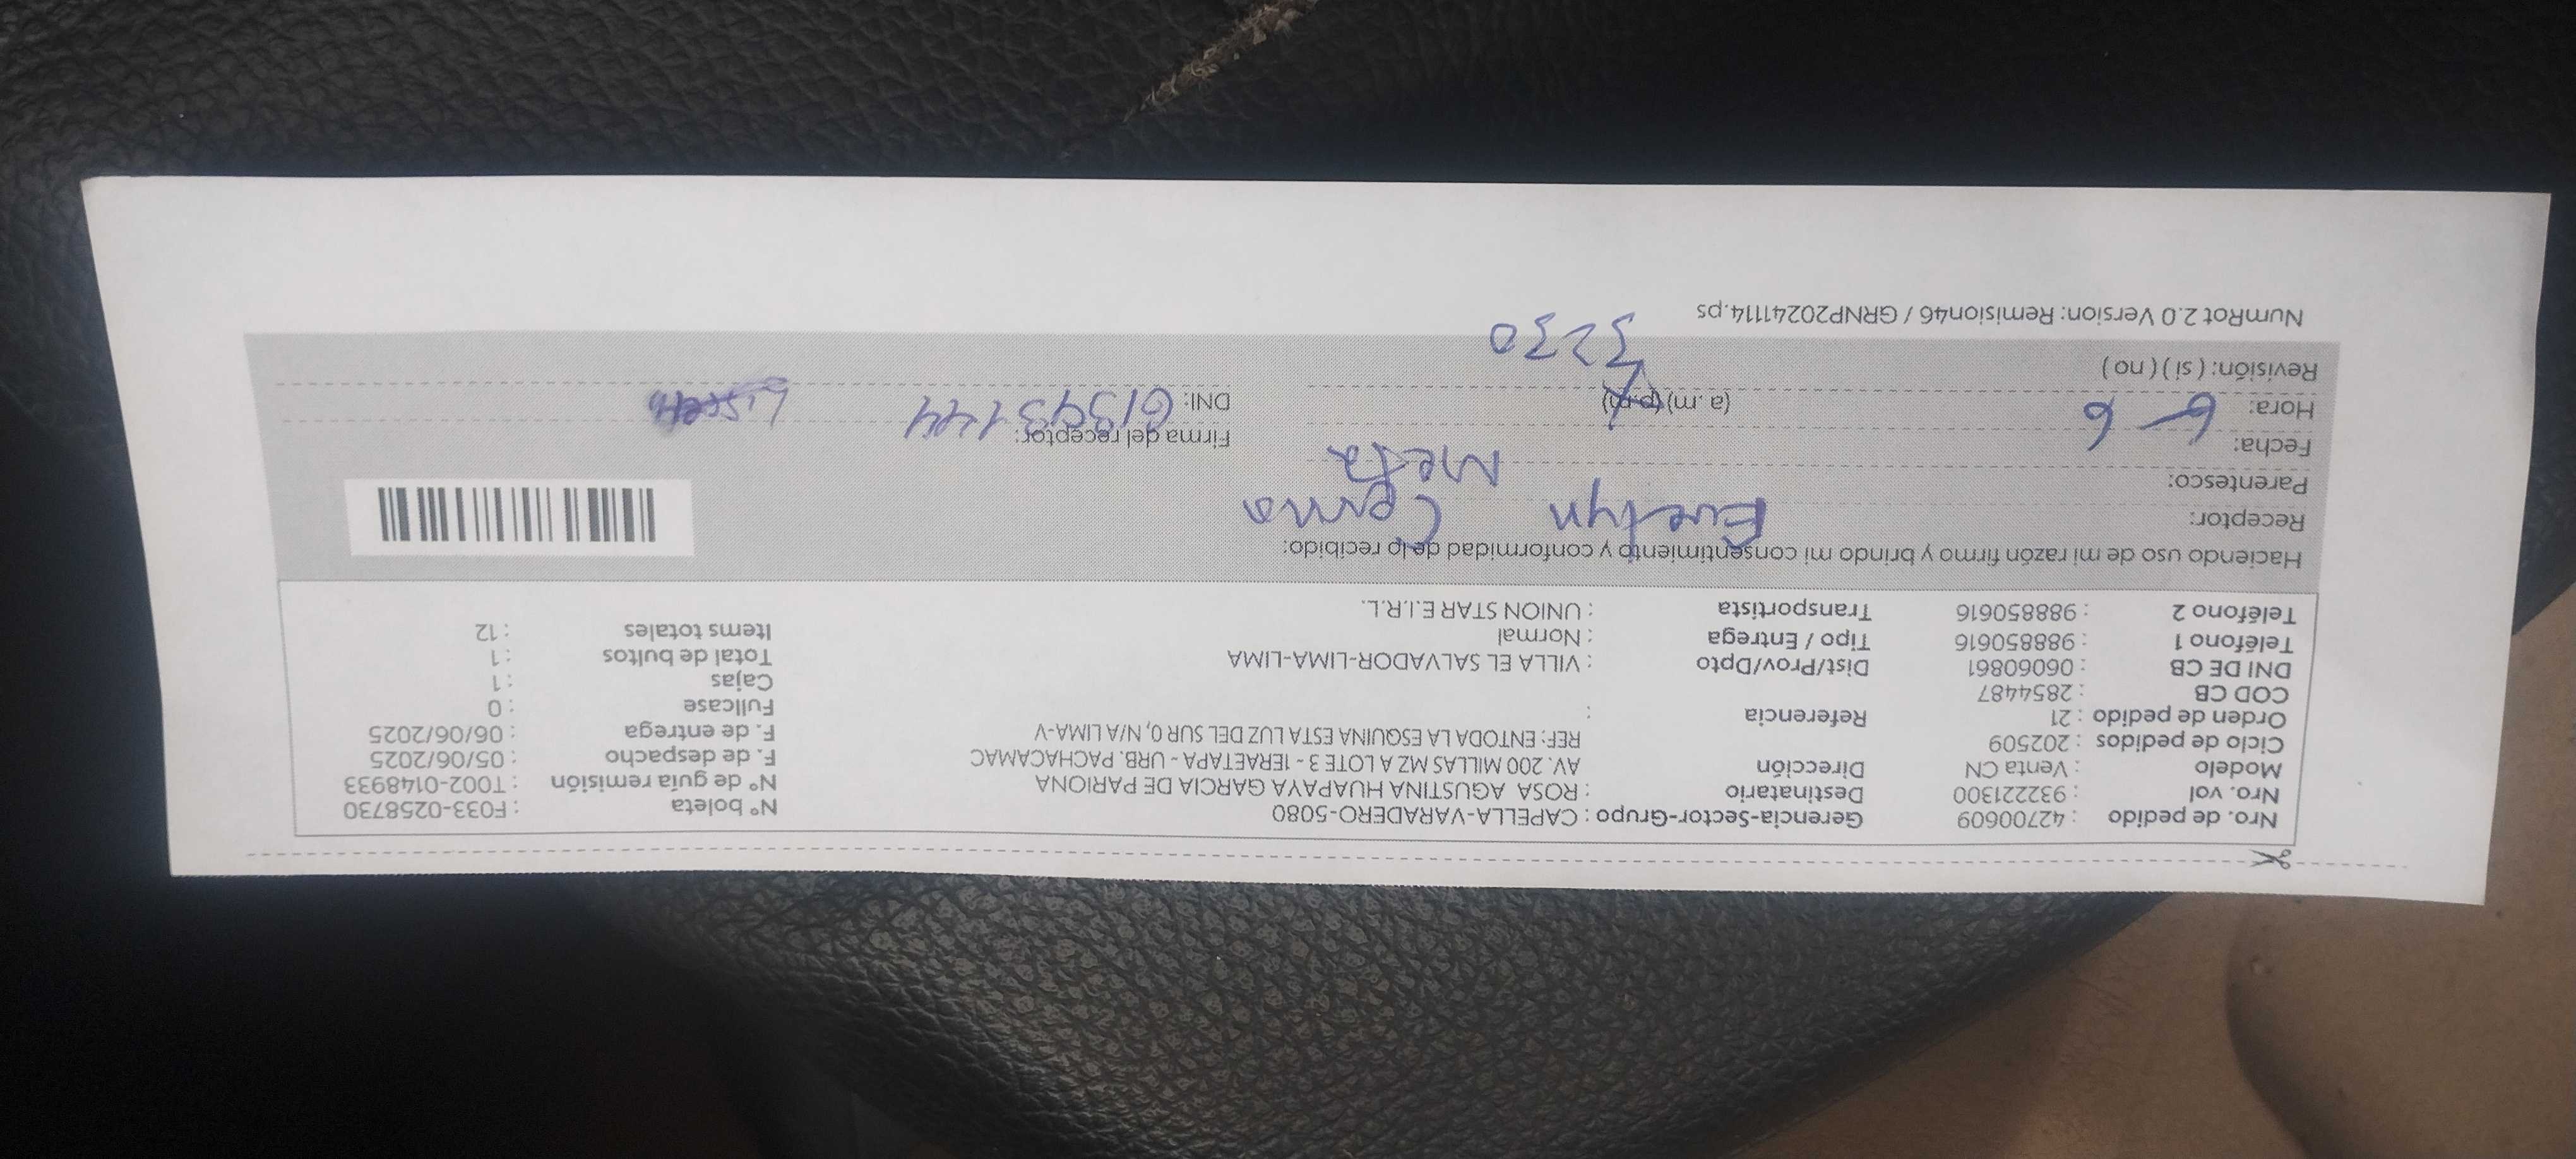 Nro. de pedido : 42700609 Gerencia-Sector-Grupo : CAPELLA-VARADERO-5080 N° boleta : F033-0258730
Nro. vol : 932221300 Destinatario : ROSA AGUSTINA HUAPAYA GARCIA DE PARIONA N° de guía remisión : T002-0148933
Modelo : Venta CN Dirección AV. 200 MILLAS MZ A LOTE 3 - 1ERAETAPA - URB. PACHACAMAC F. de despacho : 05/06/2025
Ciclo de pedidos : 202509 REF: ENTODA LA ESQUINA ESTA LUZ DEL SUR 0, N/A LIMA-V F. de entrega : 06/06/2025
Orden de pedido : 21 Referencia : Fullcase : 0
COD CB : 2854487 Cajas : 1
DNI DE CB : 06060861 Dist/Prov/Dpto : VILLA EL SALVADOR-LIMA-LIMA Total de bultos : 1
Teléfono 1 : 988850616 Tipo / Entrega : Normal Items totales : 12
Teléfono 2 : 988850616 Transportista : UNION STAR E.I.R.L.
Haciendo uso de mi razón firmo y brindo mi consentimiento y conformidad de lo recibido:
Receptor: Evelyn
Parentesco: Nieta
Fecha: 6-6 Firma del receptor:
Hora: (a.m) (p.m) DNI: 61393144
3230
Revisión: ( si ) ( no )
NumRot 2.0 Version: Remision46 / GRNP20241114.ps